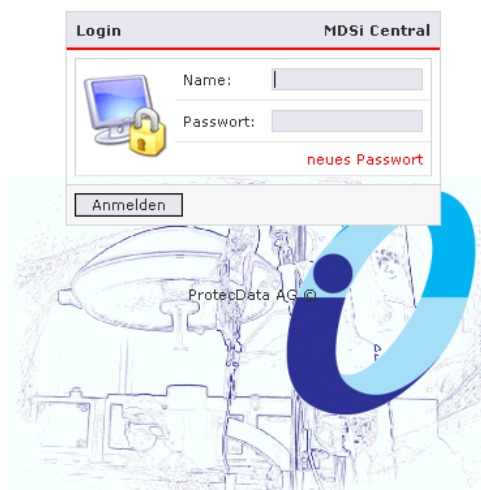 Login MDSi Central
Name:
Passwort:
neues Passwort
Anmelden
ProtecData AG ©